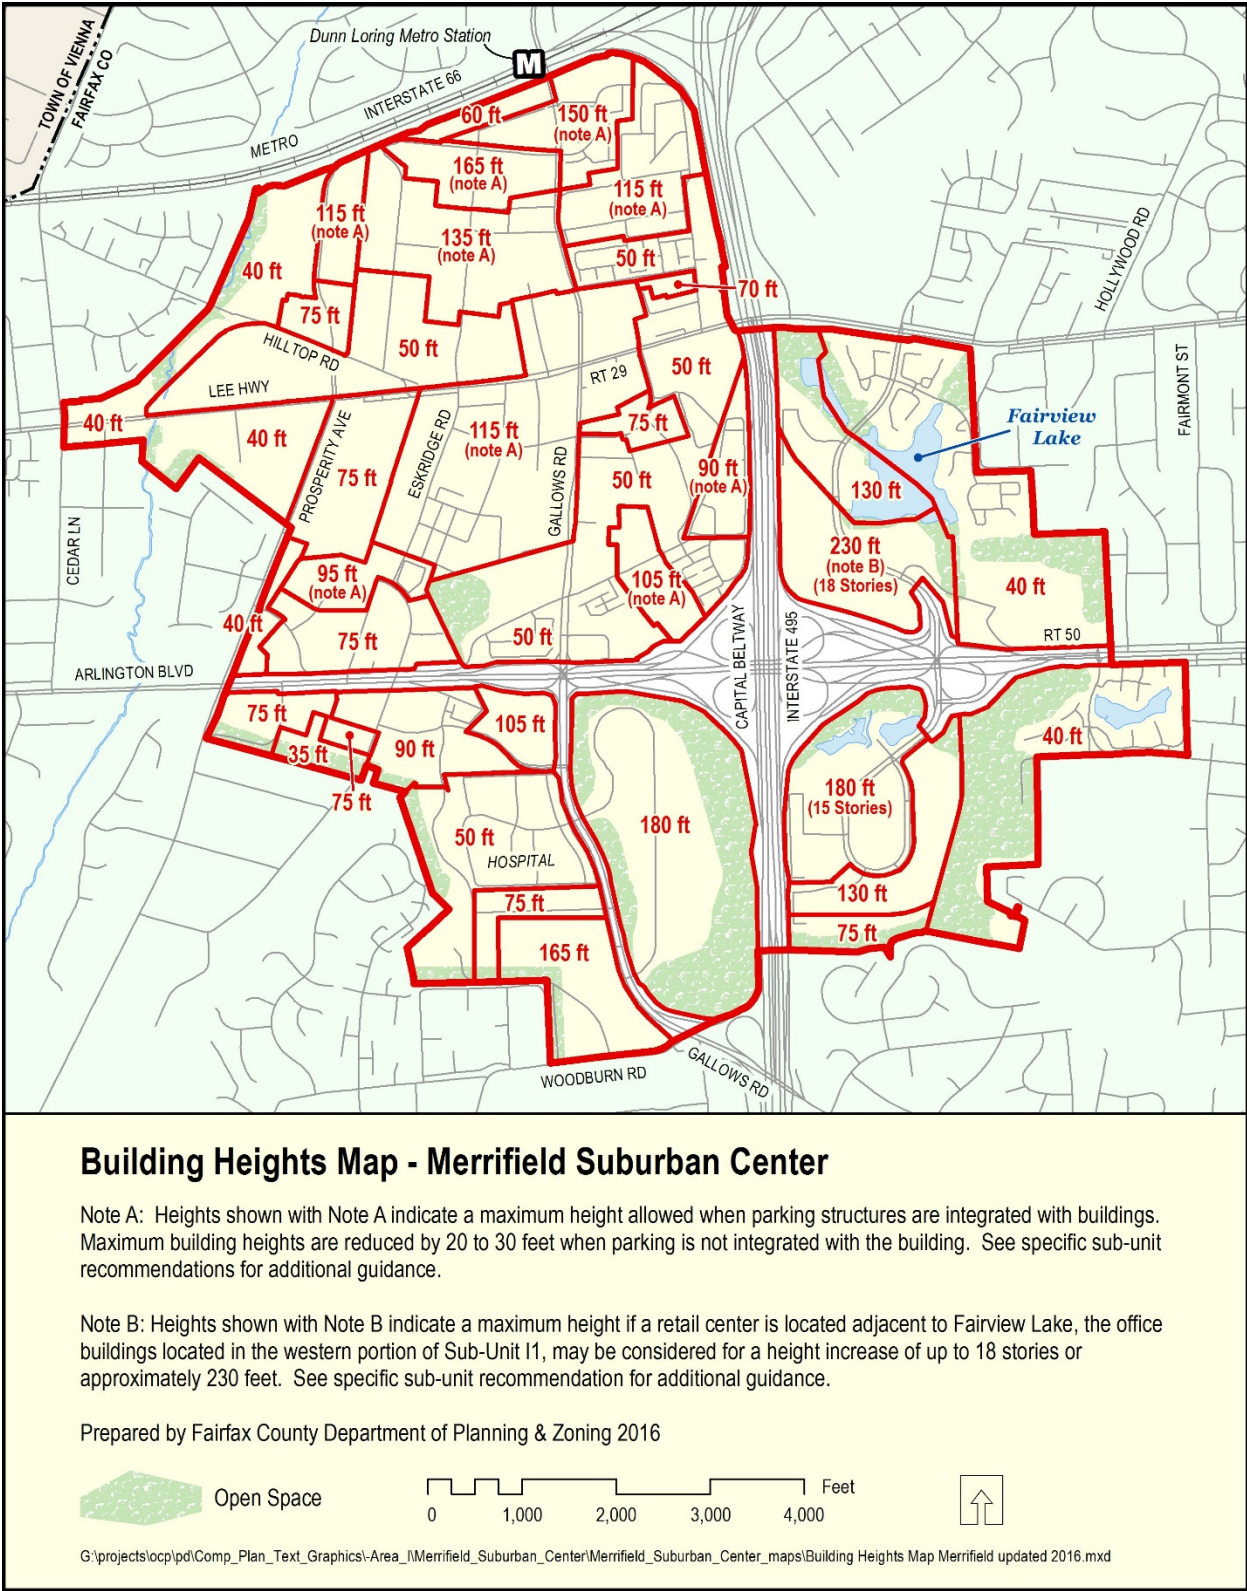 Dunn Loring Metro Station
M
TOWN OF VIENNA
FAIRFAX CO
INTERSTATE 66
METRO
60 ft
150 ft
(note A)
165 ft
(note A)
115 ft
(note A)
115 ft
(note A)
135 ft
(note A)
HOLLYWOOD RD
50 ft
40 ft
70 ft
75 ft
HILLTOP RD
50 ft
FAIRMONT ST
RT 29
50 ft
LEE HWY
40 ft
40 ft
PROSPERITY AVE
ESKRIDGE RD
115 ft
(note A)
75 ft
Fairview
Lake
75 ft
GALLOWS RD
50 ft
90 ft
(note A)
130 ft
CEDAR LN
230 ft
(note B)
(18 Stories)
95 ft
(note A)
105 ft
(note A)
40 ft
40 ft
75 ft
50 ft
CAPITAL BELTWAY
INTERSTATE 495
RT 50
ARLINGTON BLVD
75 ft
105 ft
35 ft
90 ft
40 ft
75 ft
180 ft
(15 Stories)
180 ft
50 ft
HOSPITAL
130 ft
75 ft
75 ft
165 ft
WOODBURN RD
GALLOWS RD
Building Heights Map - Merrifield Suburban Center
Note A: Heights shown with Note A indicate a maximum height allowed when parking structures are integrated with buildings.
Maximum building heights are reduced by 20 to 30 feet when parking is not integrated with the building. See specific sub-unit
recommendations for additional guidance.
Note B: Heights shown with Note B indicate a maximum height if a retail center is located adjacent to Fairview Lake, the office
buildings located in the western portion of Sub-Unit I1, may be considered for a height increase of up to 18 stories or
approximately 230 feet. See specific sub-unit recommendation for additional guidance.
Prepared by Fairfax County Department of Planning & Zoning 2016
Open Space
Feet
0 1,000 2,000 3,000 4,000
G:\projects\ocp\pd\Comp_Plan_Text_Graphics\-Area_I\Merrifield_Suburban_Center\Merrifield_Suburban_Center_maps\Building Heights Map Merrifield updated 2016.mxd